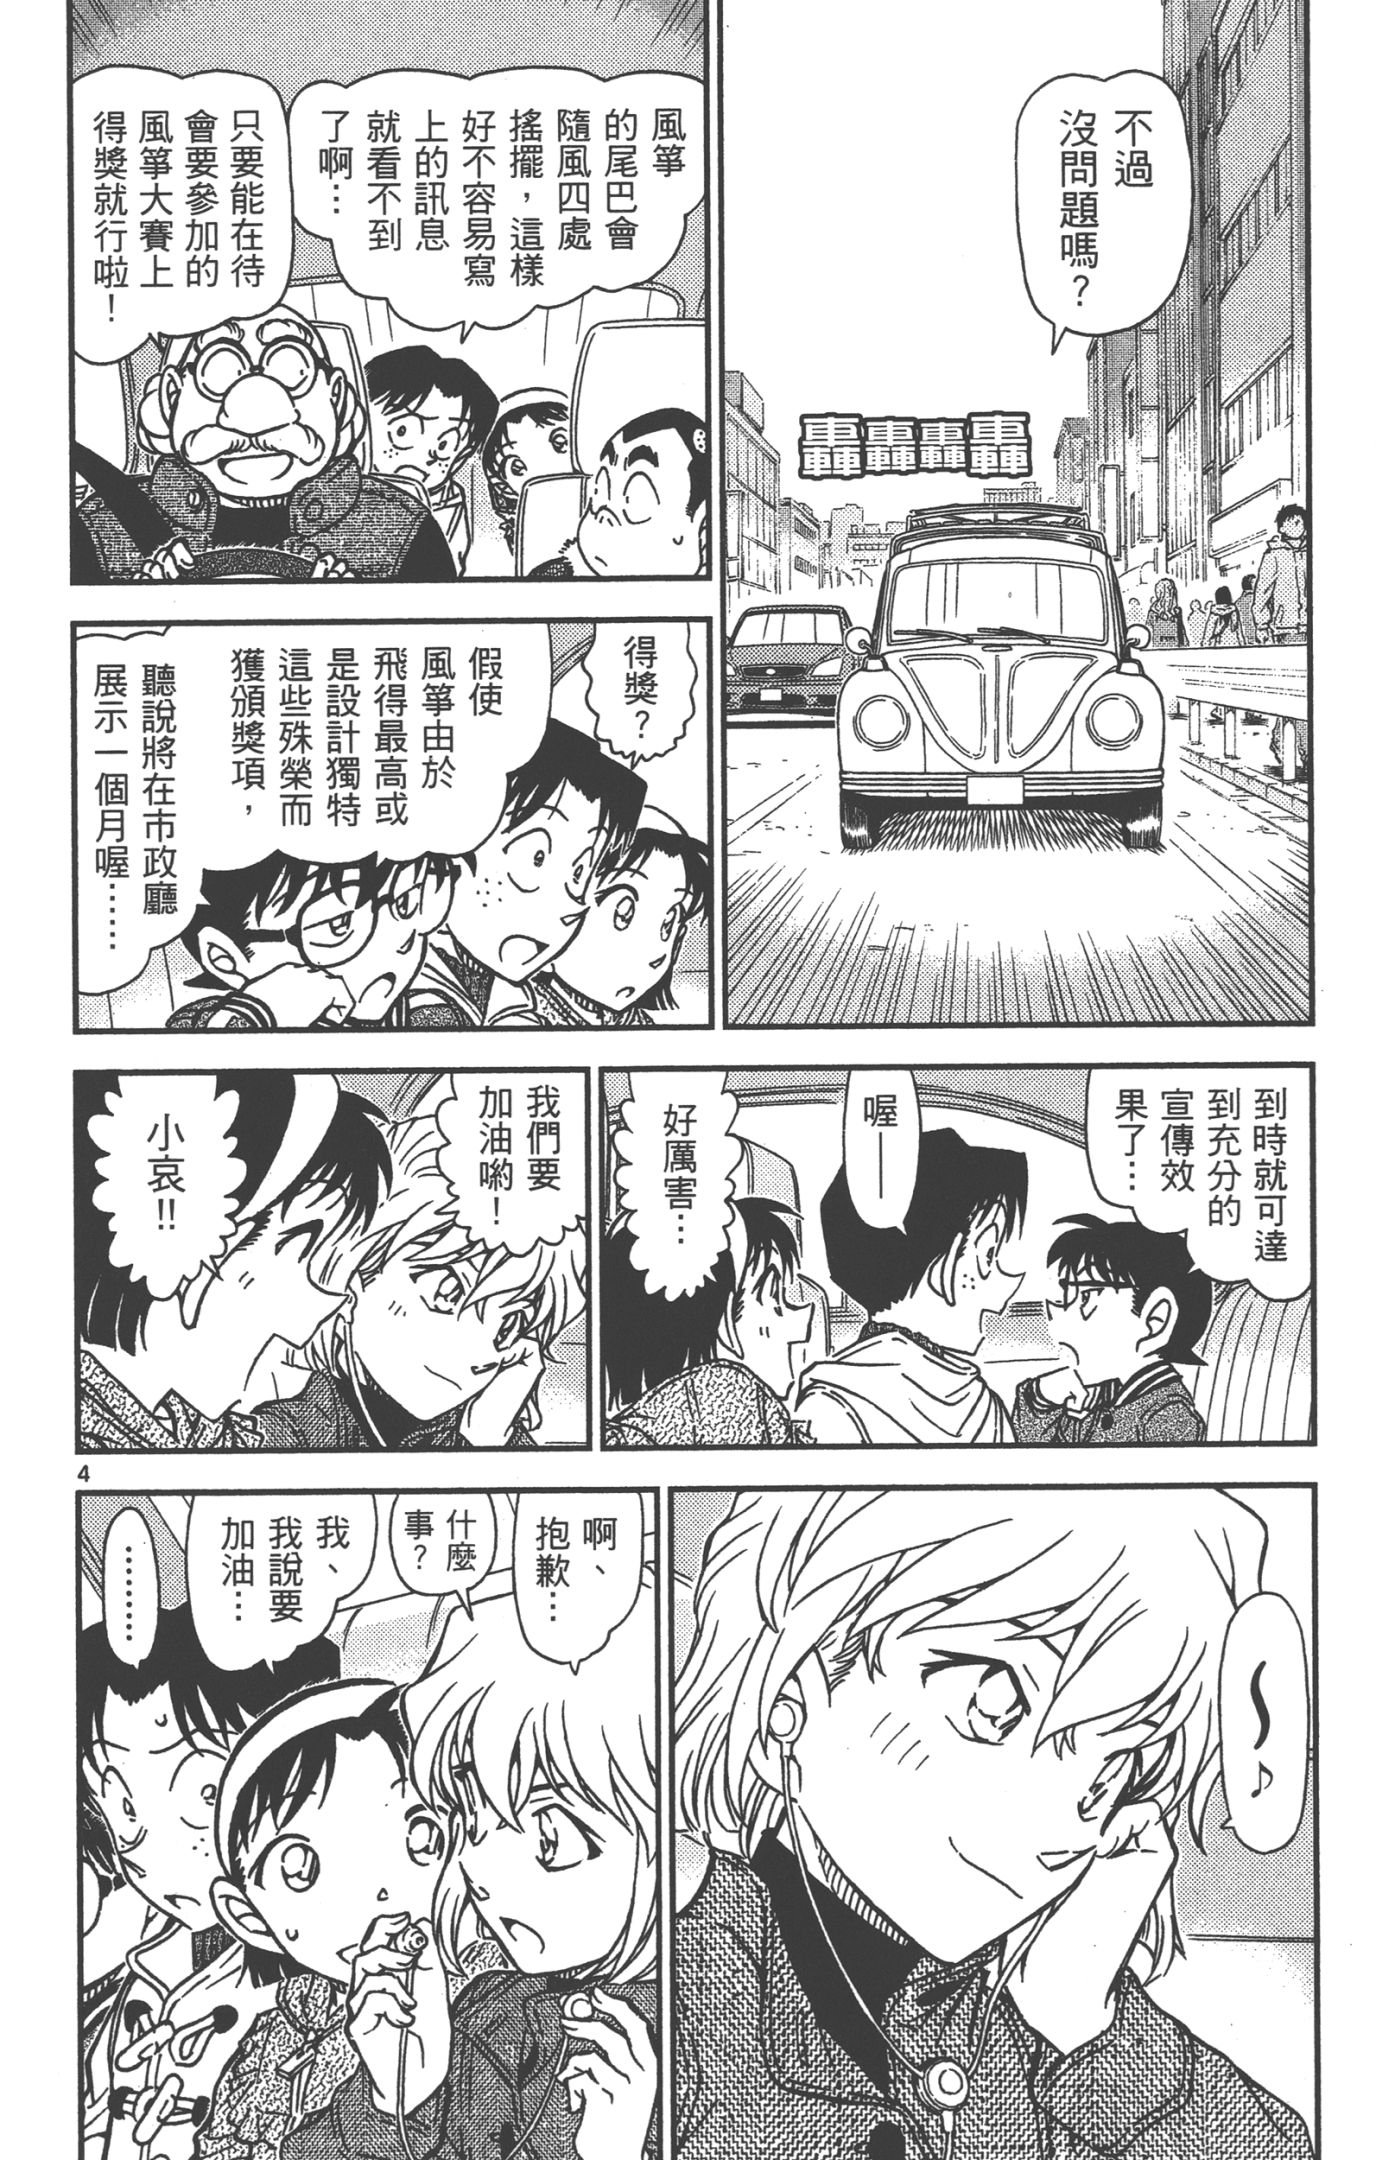 不過
沒問題嗎？
轟轟轟轟
風箏
的尾巴會
隨風四處
搖擺，這樣
好不容易寫
上的訊息
就看不到
了啊…
只要能在待
會要參加的
風箏大賽上
得獎就行啦！
得獎？
假使
風箏由於
飛得最高或
是設計獨特
這些殊榮而
獲頒獎項，
聽說將在市政廳
展示一個月喔……
到時就可達
到充分的
宣傳效
果了…
喔—
好厲害…
我們要
加油喲！
小哀!!
4
～♪
啊、
抱歉…
什麼
事？
我、
我說要
加油…
………